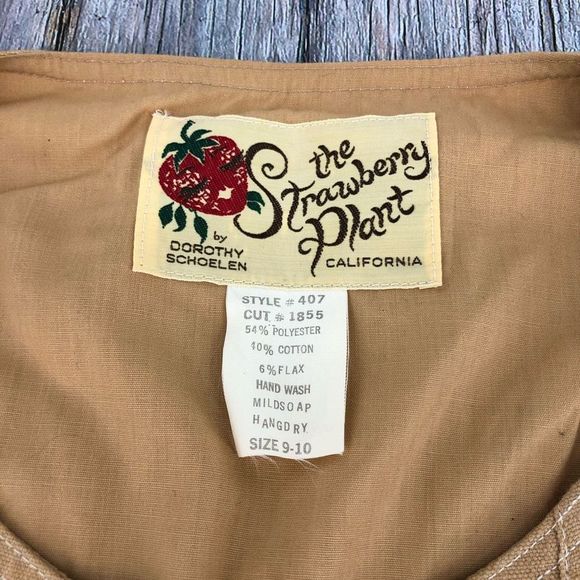 the
Strawberry
Plant
by
DOROTHY
SCHOELEN
CALIFORNIA
STYLE # 407
CUT # 1855
54% POLYESTER
40% COTTON
6% FLAX
HAND WASH
MILDSOAP
HANGDRY
SIZE 9-10